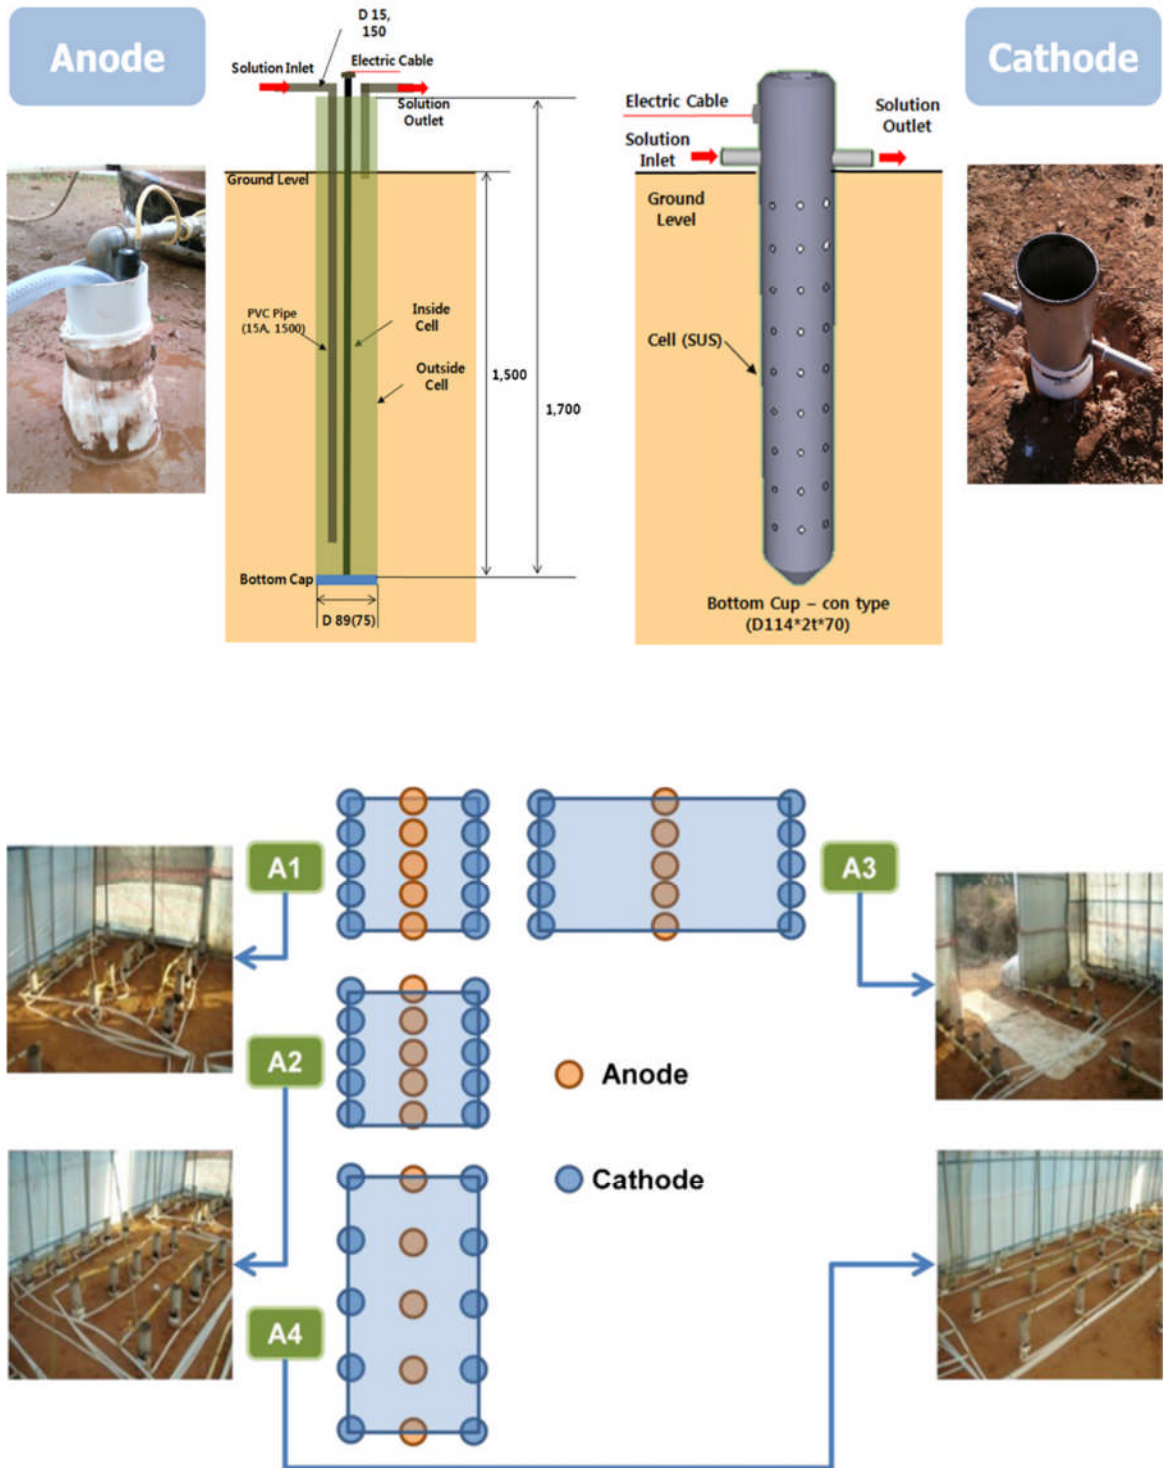 Anode
D 15,
150
Electric Cable
Solution Inlet
Solution
Outlet
Ground Level
PVC Pipe
(15A, 1500)
Inside
Cell
Outside
Cell
1,500
1,700
Bottom Cap
D 89(75)
Cathode
Electric Cable
Solution
Inlet
Solution
Outlet
Ground
Level
Cell (SUS)
Bottom Cup – con type
(D114*2t*70)
A1
A3
A2
Anode
Cathode
A4